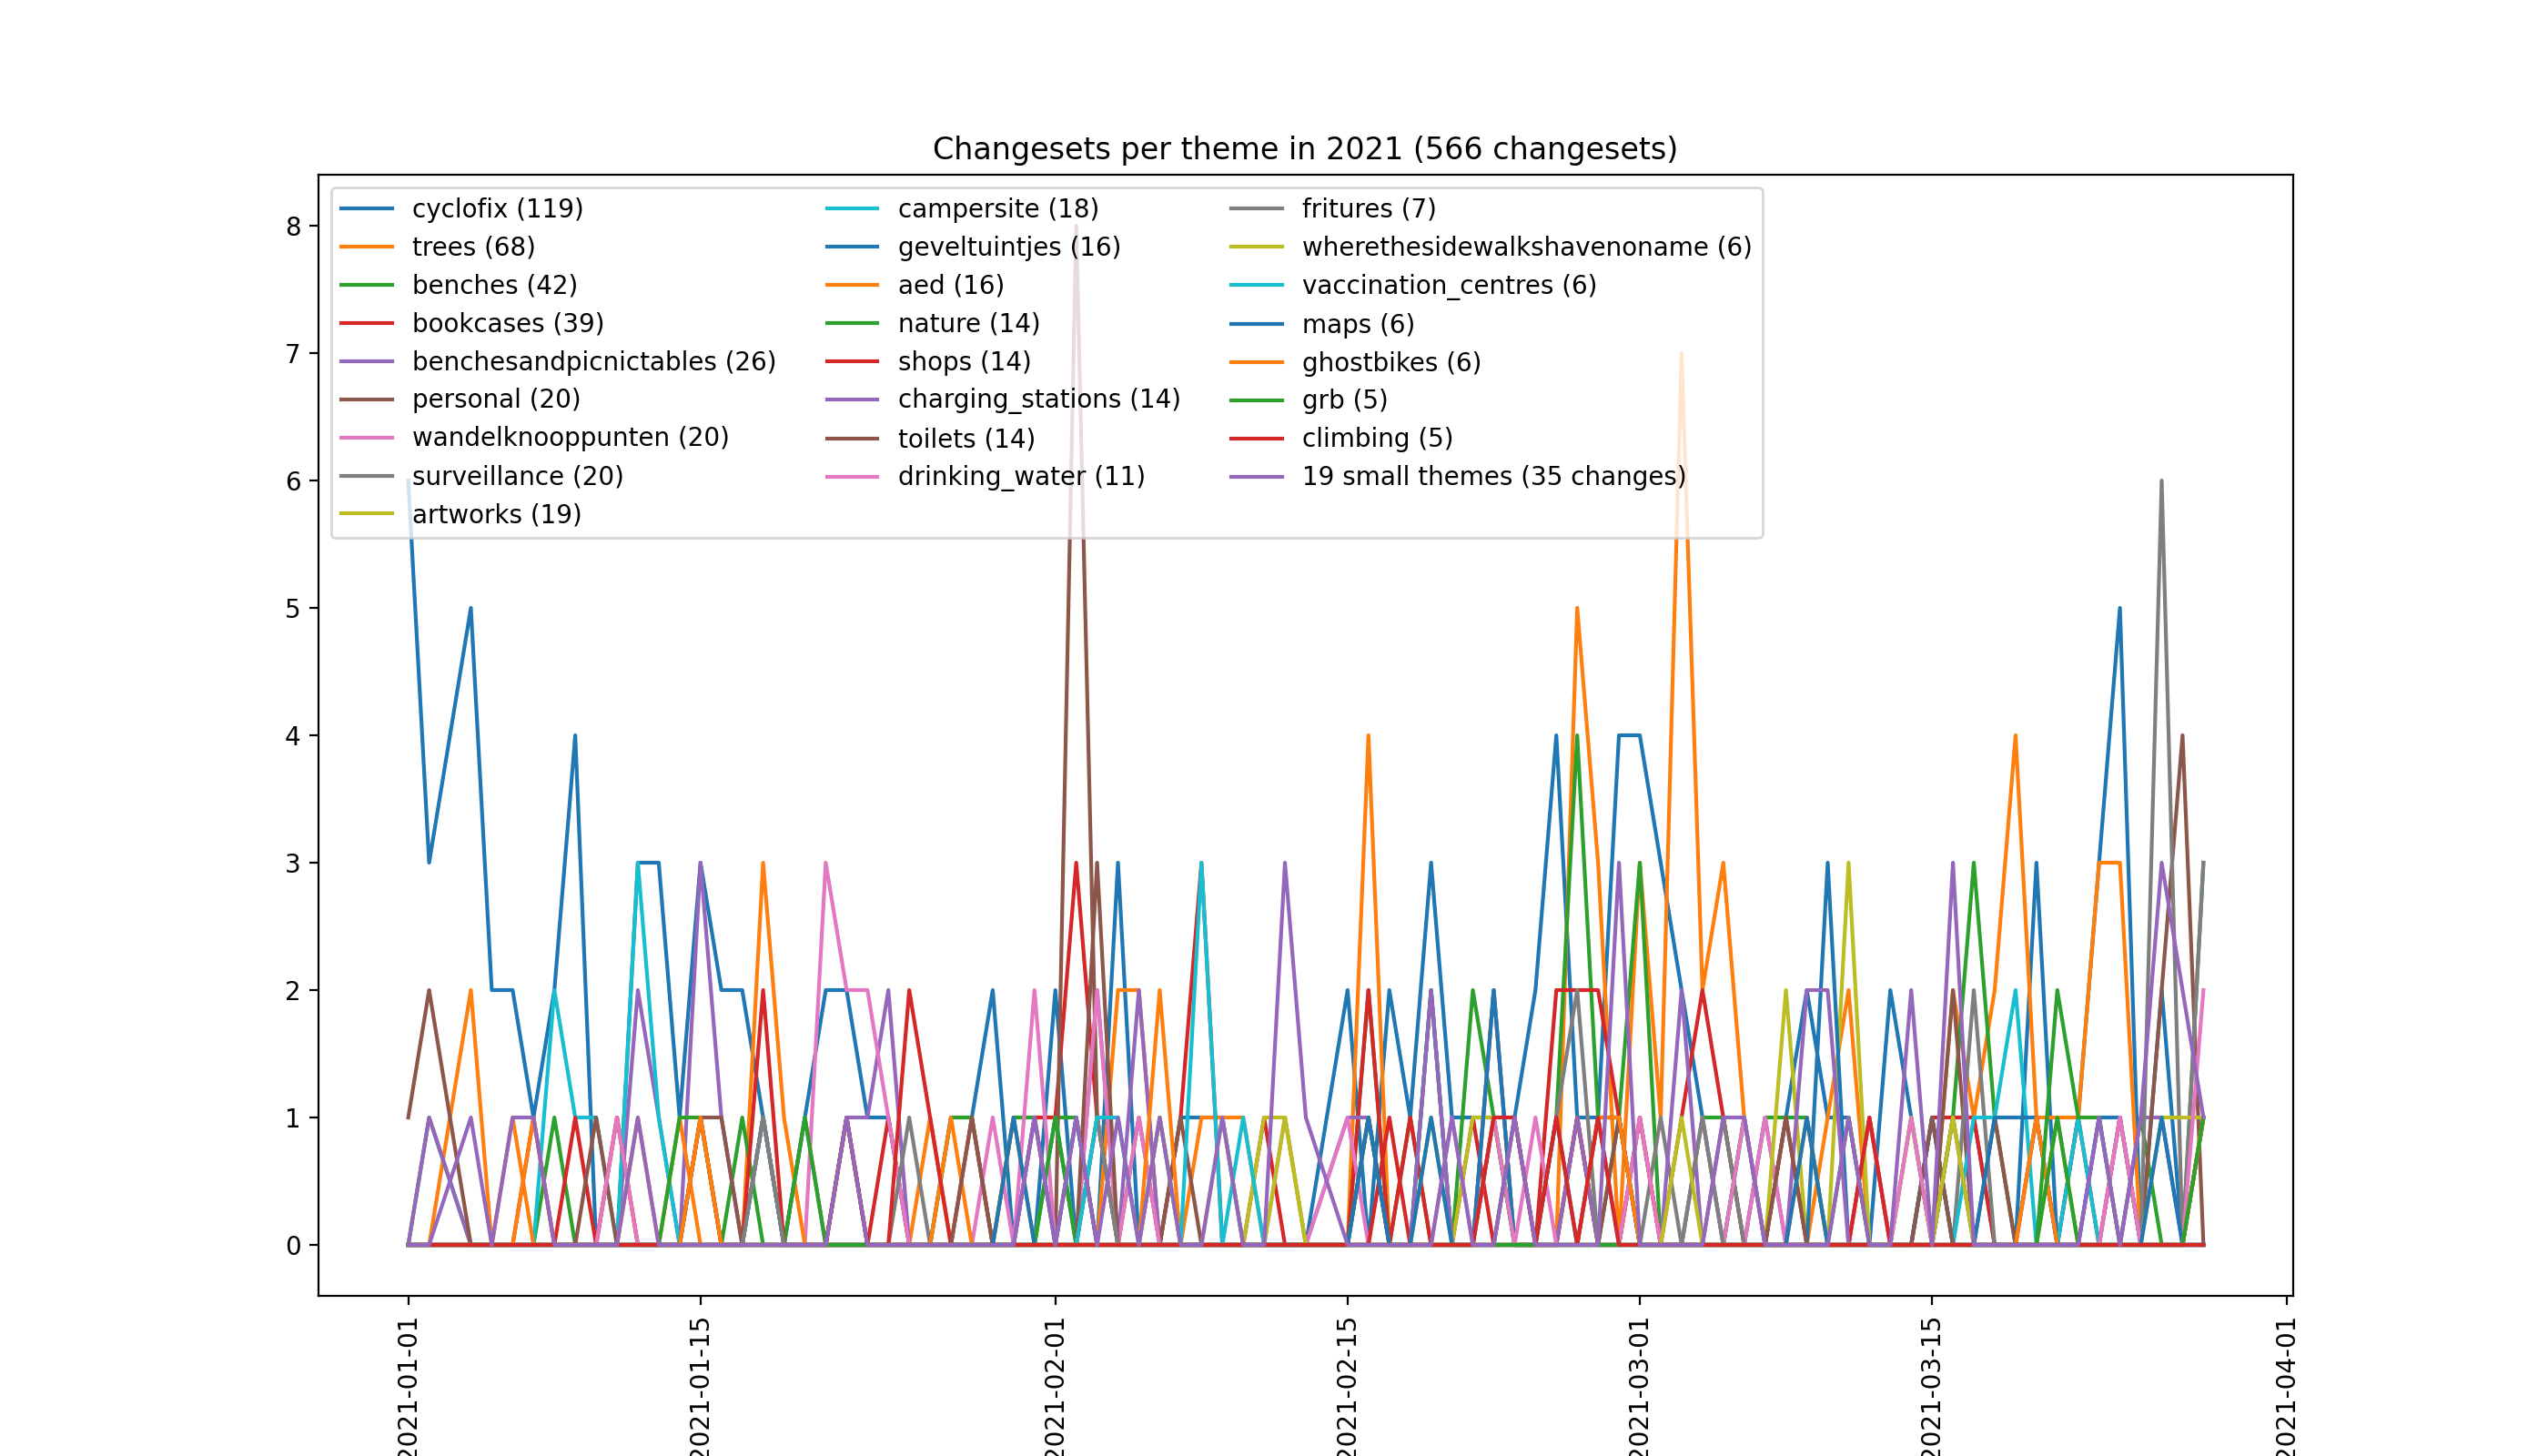 Changesets per theme in 2021 (566 changesets)
cyclofix (119)
trees (68)
benches (42)
bookcases (39)
benchesandpicnictables (26)
personal (20)
wandelknooppunten (20)
surveillance (20)
artworks (19)
campersite (18)
geveltuintjes (16)
aed (16)
nature (14)
shops (14)
charging_stations (14)
toilets (14)
drinking_water (11)
fritures (7)
wherethesidewalkshavenoname (6)
vaccination_centres (6)
maps (6)
ghostbikes (6)
grb (5)
climbing (5)
19 small themes (35 changes)
8
7
6
5
4
3
2
1
0
2021-01-01
2021-01-15
2021-02-01
2021-02-15
2021-03-01
2021-03-15
2021-04-01